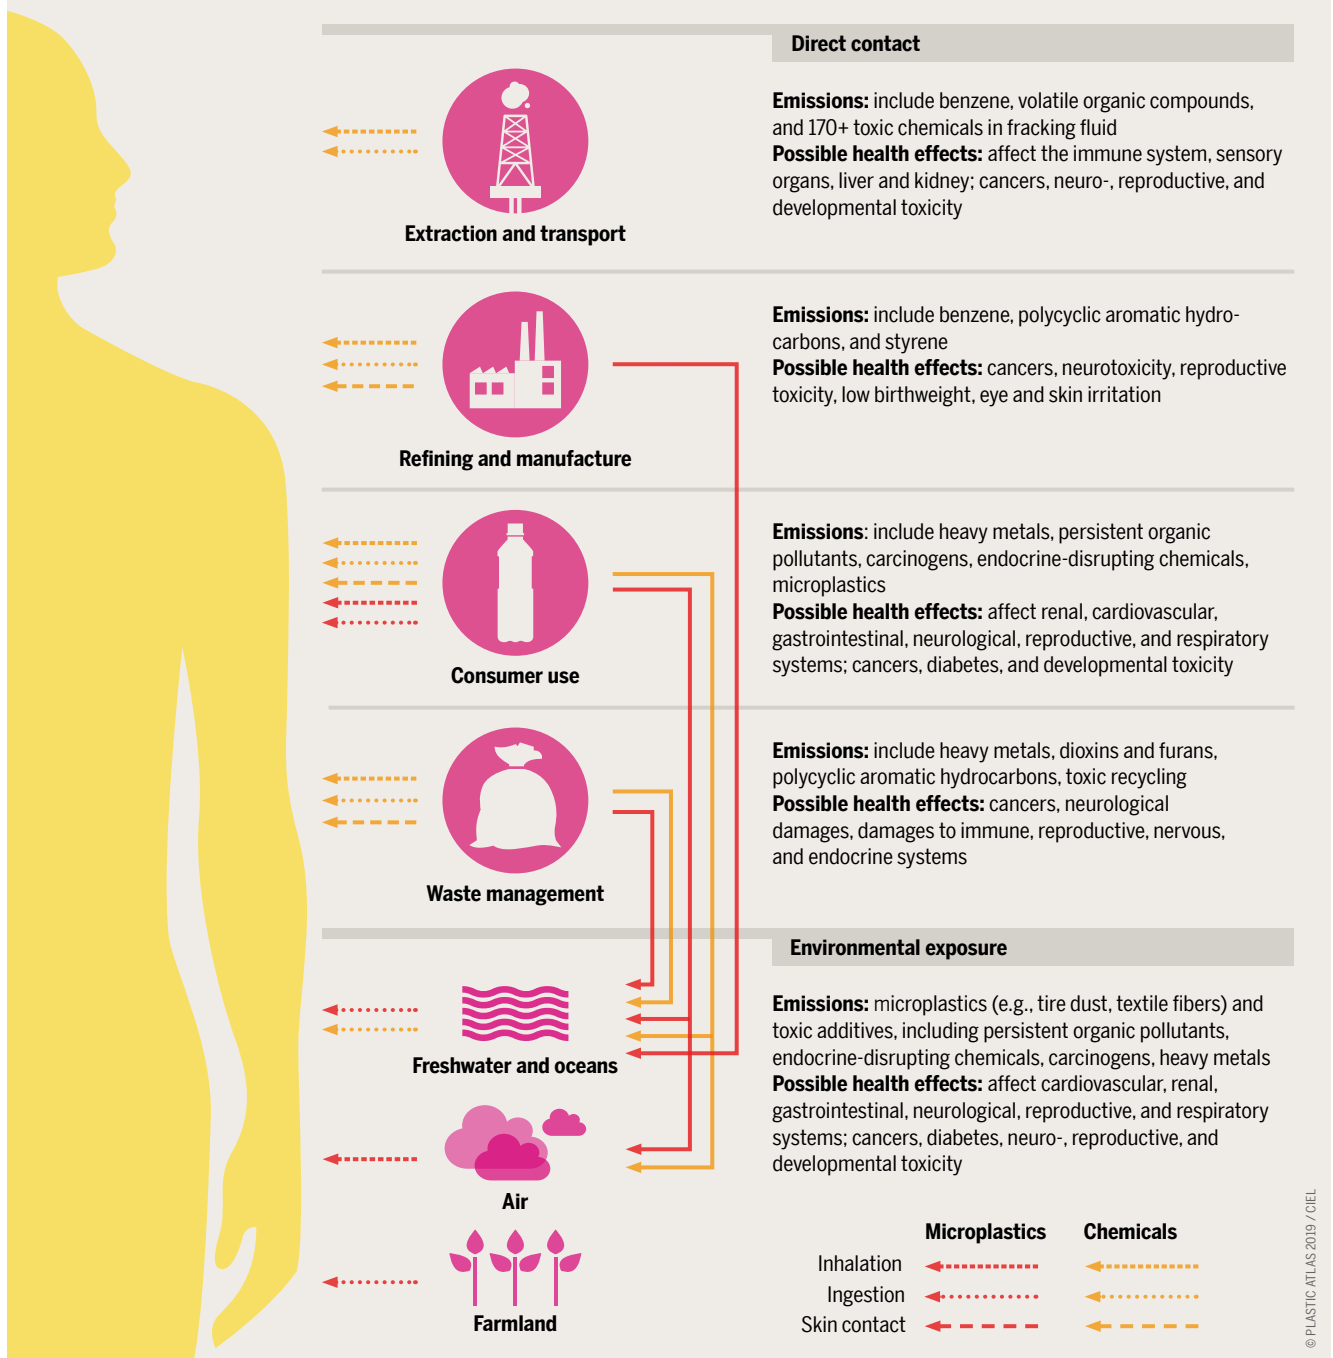 Direct contact
Emissions: include benzene, volatile organic compounds,
and 170+ toxic chemicals in fracking fluid
Possible health effects: affect the immune system, sensory
organs, liver and kidney; cancers, neuro-, reproductive, and
developmental toxicity
Extraction and transport
Emissions: include benzene, polycyclic aromatic hydro-
carbons, and styrene
Possible health effects: cancers, neurotoxicity, reproductive
toxicity, low birthweight, eye and skin irritation
Refining and manufacture
Emissions: include heavy metals, persistent organic
pollutants, carcinogens, endocrine-disrupting chemicals,
microplastics
Possible health effects: affect renal, cardiovascular,
gastrointestinal, neurological, reproductive, and respiratory
systems; cancers, diabetes, and developmental toxicity
Consumer use
Emissions: include heavy metals, dioxins and furans,
polycyclic aromatic hydrocarbons, toxic recycling
Possible health effects: cancers, neurological
damages, damages to immune, reproductive, nervous,
and endocrine systems
Waste management
Environmental exposure
Emissions: microplastics (e.g., tire dust, textile fibers) and
toxic additives, including persistent organic pollutants,
endocrine-disrupting chemicals, carcinogens, heavy metals
Possible health effects: affect cardiovascular, renal,
gastrointestinal, neurological, reproductive, and respiratory
systems; cancers, diabetes, neuro-, reproductive, and
developmental toxicity
Freshwater and oceans
Air
Farmland
Microplastics Chemicals
Inhalation
Ingestion
Skin contact
© PLASTIC ATLAS 2019 / CIEL